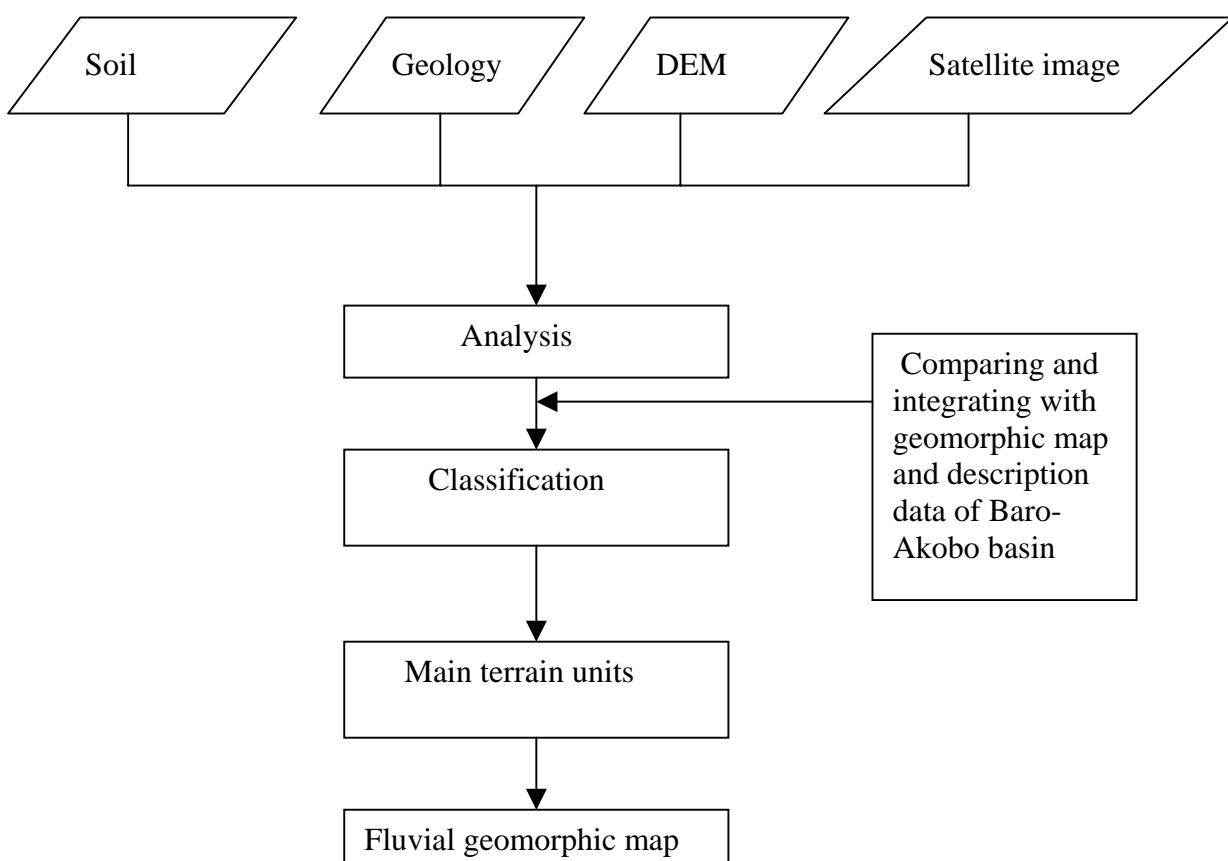 Soil
Geology
DEM
Satellite image
Analysis
Comparing and
integrating with
geomorphic map
and description
data of Baro-
Akobo basin
Classification
Main terrain units
Fluvial geomorphic map